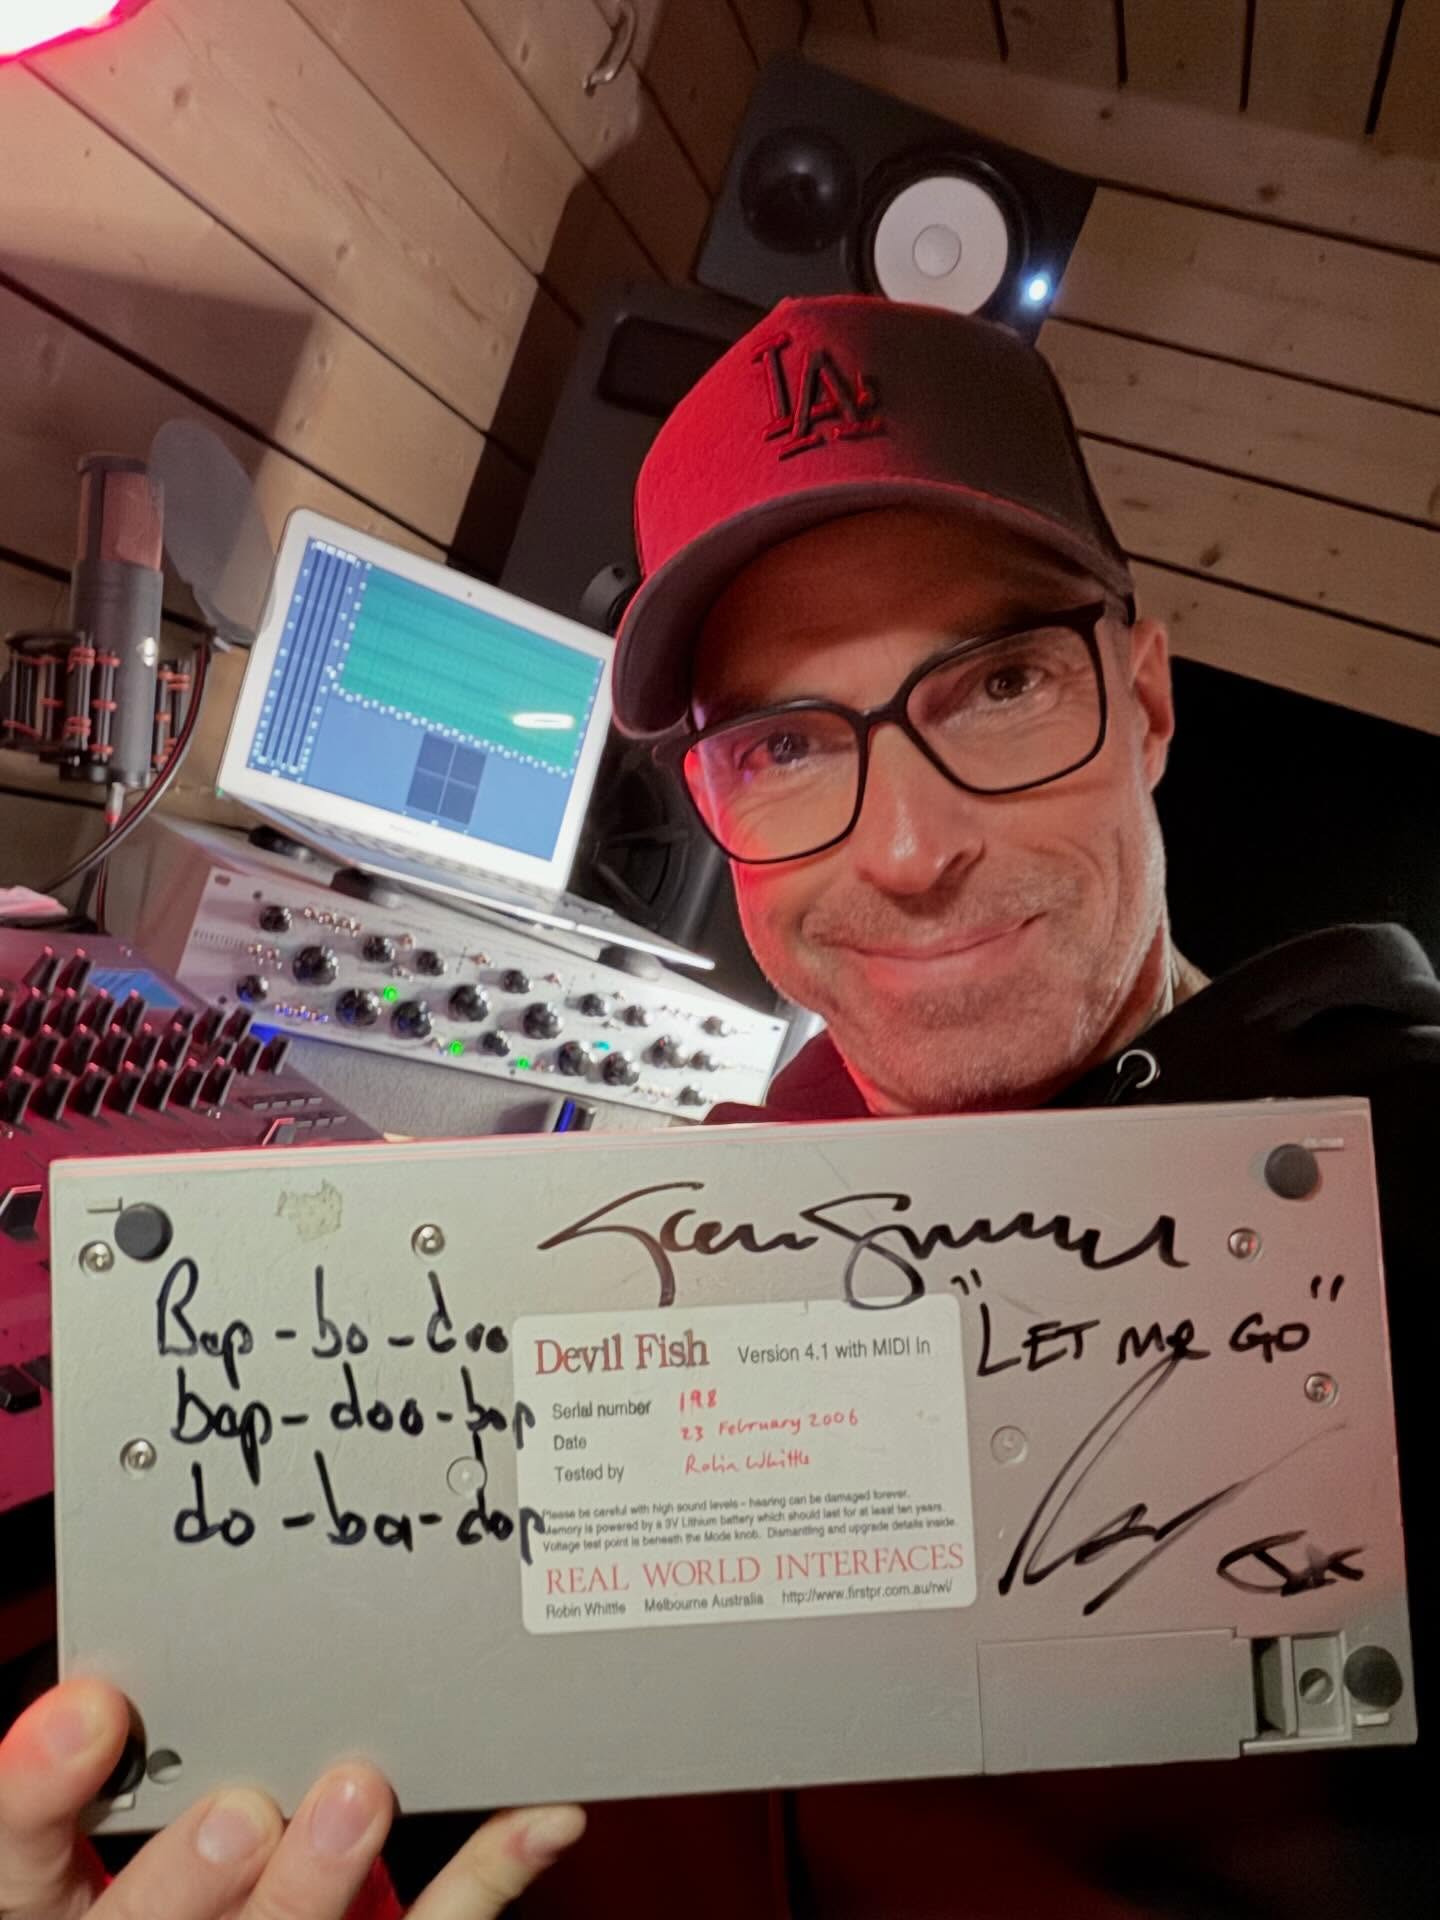 LA
Bap-bo-doo
bap-doo-bop
do-ba-dop
"LET ME GO"
Devil Fish Version 4.1 with MIDI In
Serial number 198
Date 23 February 2006
Tested by Robin Whittle
Please be careful with high sound levels - hearing can be damaged forever.
Memory is powered by a 3V Lithium battery which should last for at least ten years.
Voltage test point is beneath the Mode knob. Dismantling and upgrade details inside.
REAL WORLD INTERFACES
Robin Whittle Melbourne Australia http://www.firstpr.com.au/rwi/